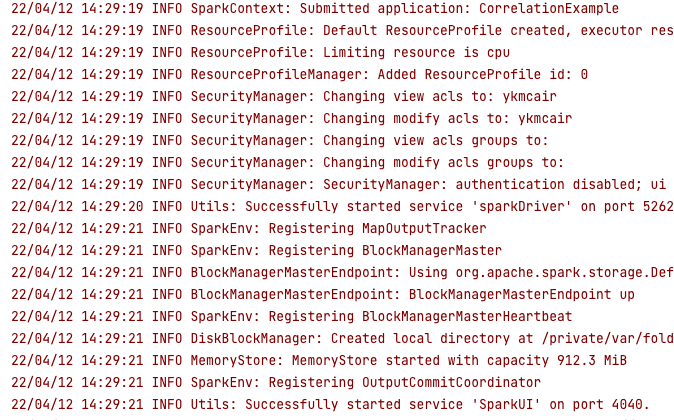 22/04/12 14:29:19 INFO SparkContext: Submitted application: CorrelationExample
22/04/12 14:29:19 INFO ResourceProfile: Default ResourceProfile created, executor res
22/04/12 14:29:19 INFO ResourceProfile: Limiting resource is cpu
22/04/12 14:29:19 INFO ResourceProfileManager: Added ResourceProfile id: 0
22/04/12 14:29:19 INFO SecurityManager: Changing view acls to: ykmcair
22/04/12 14:29:19 INFO SecurityManager: Changing modify acls to: ykmcair
22/04/12 14:29:19 INFO SecurityManager: Changing view acls groups to:
22/04/12 14:29:19 INFO SecurityManager: Changing modify acls groups to:
22/04/12 14:29:19 INFO SecurityManager: SecurityManager: authentication disabled; ui
22/04/12 14:29:20 INFO Utils: Successfully started service 'sparkDriver' on port 5262
22/04/12 14:29:21 INFO SparkEnv: Registering MapOutputTracker
22/04/12 14:29:21 INFO SparkEnv: Registering BlockManagerMaster
22/04/12 14:29:21 INFO BlockManagerMasterEndpoint: Using org.apache.spark.storage.Def
22/04/12 14:29:21 INFO BlockManagerMasterEndpoint: BlockManagerMasterEndpoint up
22/04/12 14:29:21 INFO SparkEnv: Registering BlockManagerMasterHeartbeat
22/04/12 14:29:21 INFO DiskBlockManager: Created local directory at /private/var/fold
22/04/12 14:29:21 INFO MemoryStore: MemoryStore started with capacity 912.3 MiB
22/04/12 14:29:21 INFO SparkEnv: Registering OutputCommitCoordinator
22/04/12 14:29:21 INFO Utils: Successfully started service 'SparkUI' on port 4040.